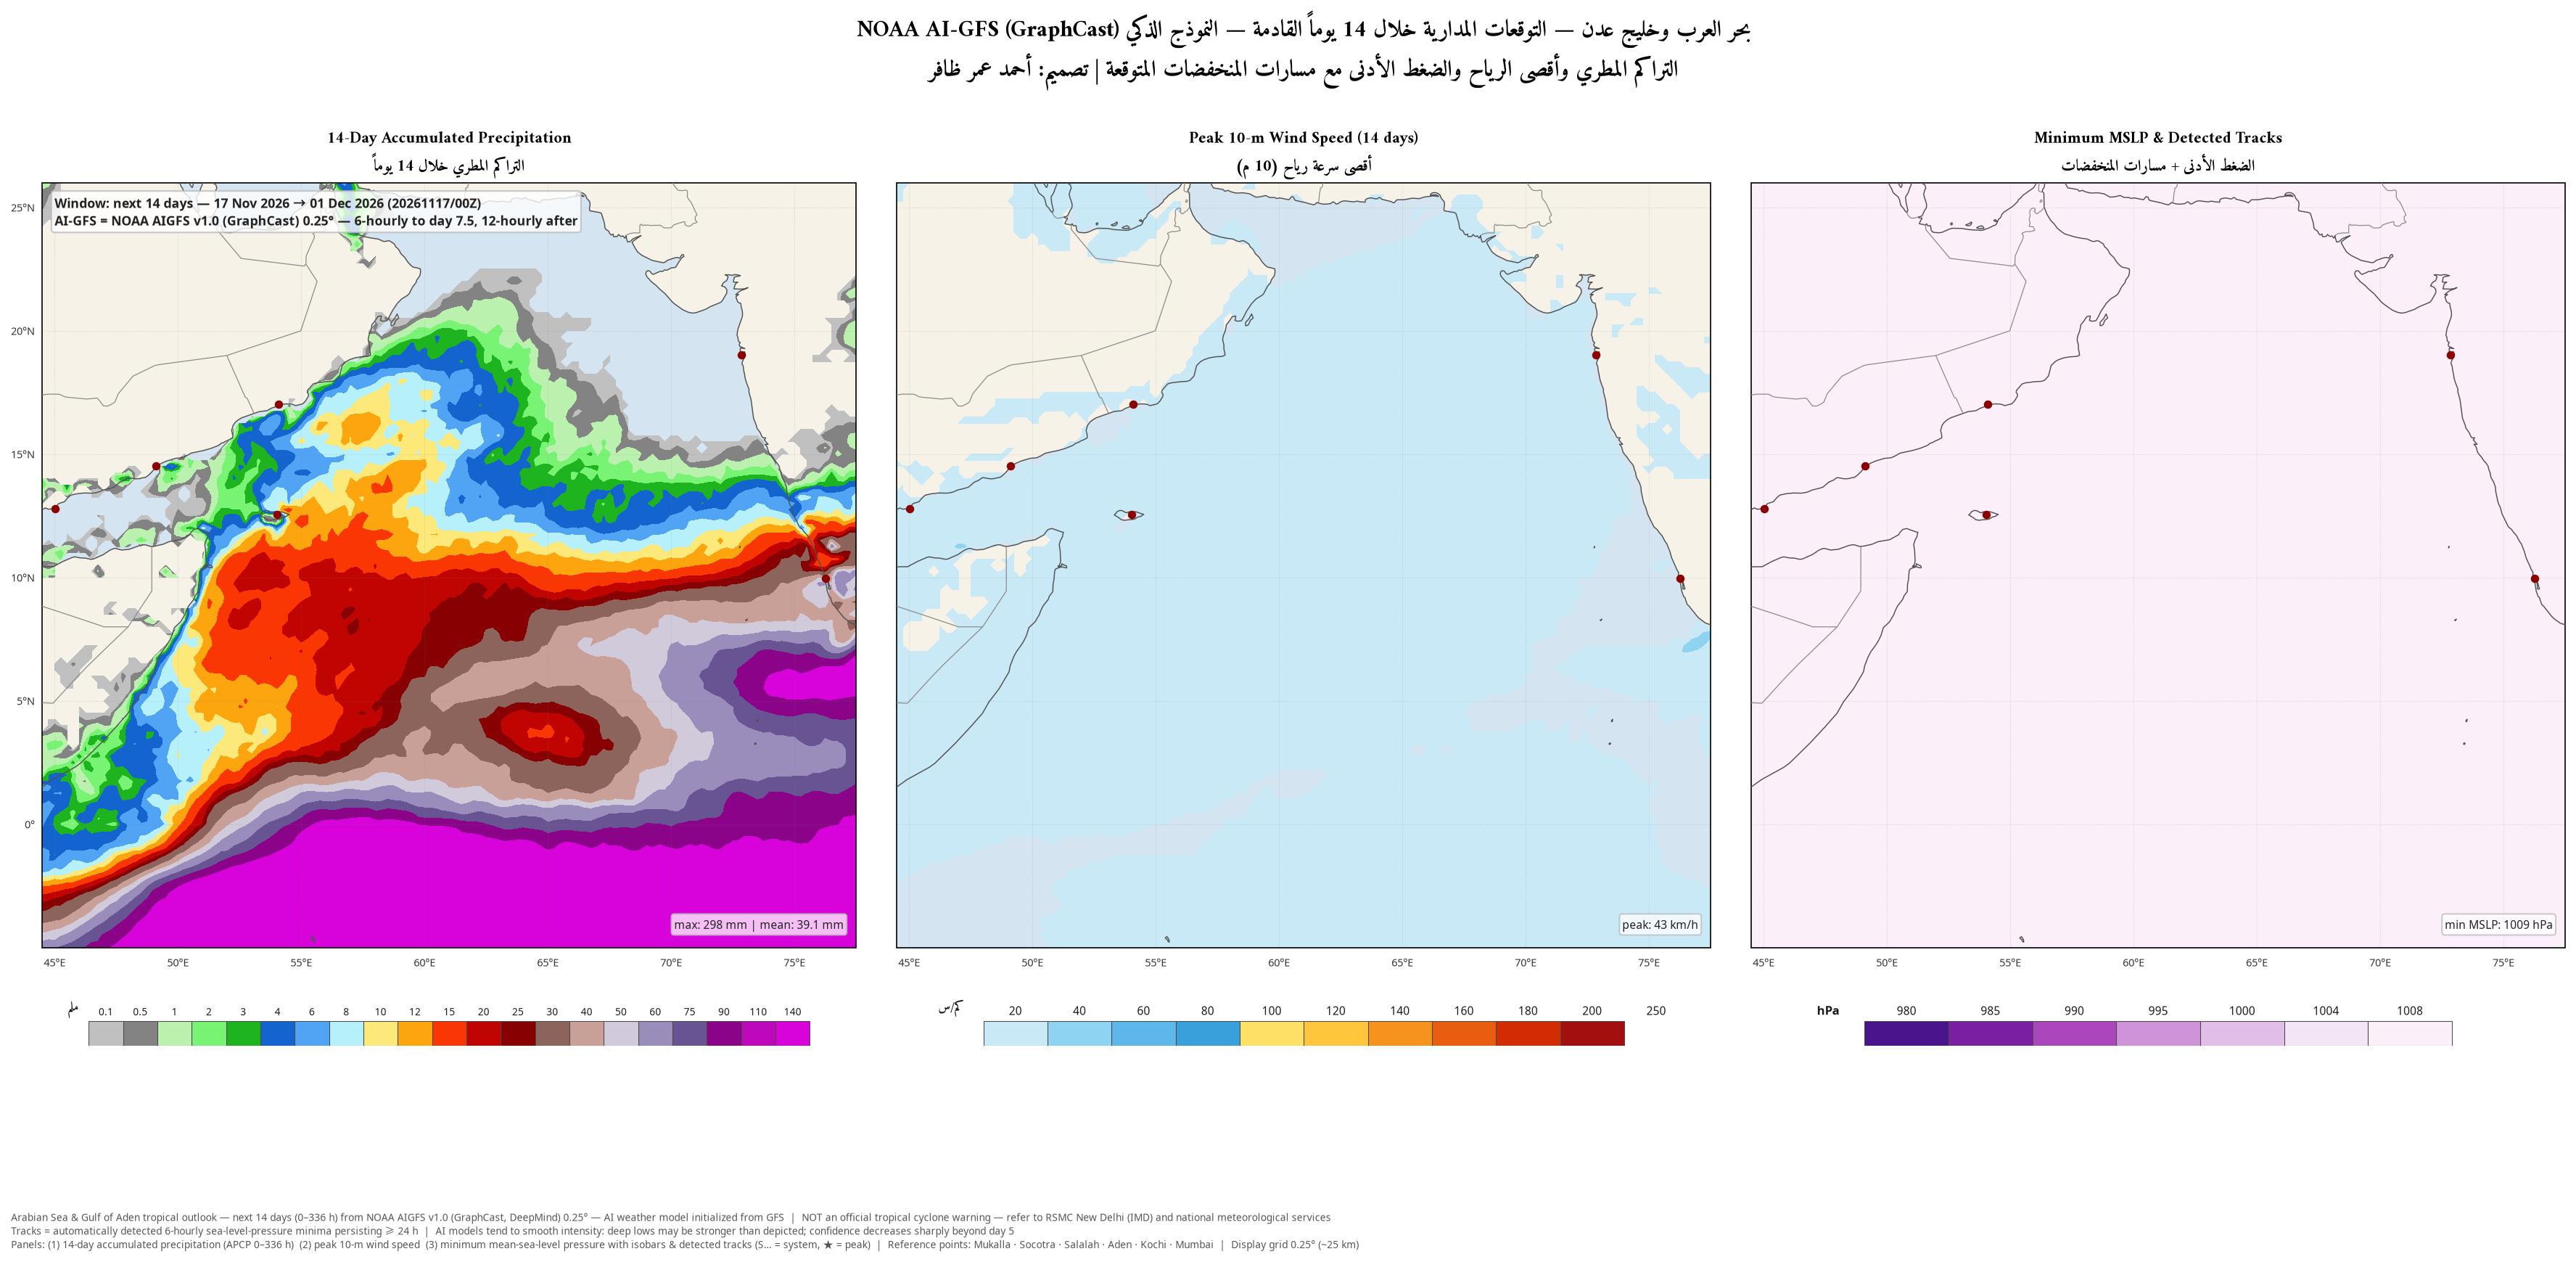 بحر العرب وخليج عدن — التوقعات المدارية خلال 14 يوماً القادمة — النموذج الذكي NOAA AI-GFS (GraphCast)
التراكم المطري وأقصى الرياح والضغط الأدنى مع مسارات المنخفضات المتوقعة | تصميم: أحمد عمر ظافر
14-Day Accumulated Precipitation
التراكم المطري خلال 14 يوماً
Window: next 14 days — 17 Nov 2026 → 01 Dec 2026 (20261117/00Z)
AI-GFS = NOAA AIGFS v1.0 (GraphCast) 0.25° — 6-hourly to day 7.5, 12-hourly after
25°N
20°N
15°N
10°N
5°N
0°
max: 298 mm | mean: 39.1 mm
45°E 50°E 55°E 60°E 65°E 70°E 75°E
ملم 0.1 0.5 1 2 3 4 6 8 10 12 15 20 25 30 40 50 60 75 90 110 140
Peak 10-m Wind Speed (14 days)
أقصى سرعة رياح (10 م)
peak: 43 km/h
45°E 50°E 55°E 60°E 65°E 70°E 75°E
كم/س 20 40 60 80 100 120 140 160 180 200 250
Minimum MSLP & Detected Tracks
الضغط الأدنى + مسارات المنخفضات
min MSLP: 1009 hPa
45°E 50°E 55°E 60°E 65°E 70°E 75°E
hPa 980 985 990 995 1000 1004 1008
Arabian Sea & Gulf of Aden tropical outlook — next 14 days (0–336 h) from NOAA AIGFS v1.0 (GraphCast, DeepMind) 0.25° — AI weather model initialized from GFS | NOT an official tropical cyclone warning — refer to RSMC New Delhi (IMD) and national meteorological services
Tracks = automatically detected 6-hourly sea-level-pressure minima persisting ⩾ 24 h | AI models tend to smooth intensity: deep lows may be stronger than depicted; confidence decreases sharply beyond day 5
Panels: (1) 14-day accumulated precipitation (APCP 0–336 h) (2) peak 10-m wind speed (3) minimum mean-sea-level pressure with isobars & detected tracks (S… = system, ★ = peak) | Reference points: Mukalla · Socotra · Salalah · Aden · Kochi · Mumbai | Display grid 0.25° (~25 km)